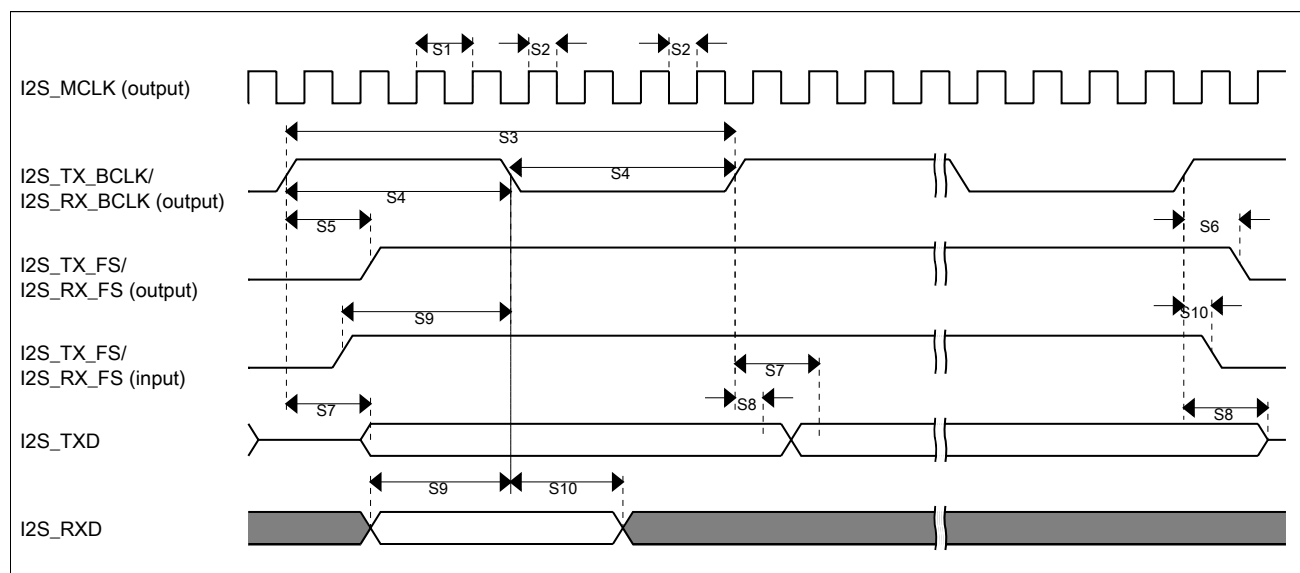 S1 S2 S2
I2S_MCLK (output)
S3
I2S_TX_BCLK/
I2S_RX_BCLK (output)
S4
S4
S5
S6
I2S_TX_FS/
I2S_RX_FS (output)
S9
S10
I2S_TX_FS/
I2S_RX_FS (input)
S7
S7
S8
S8
I2S_TXD
S9
S10
I2S_RXD